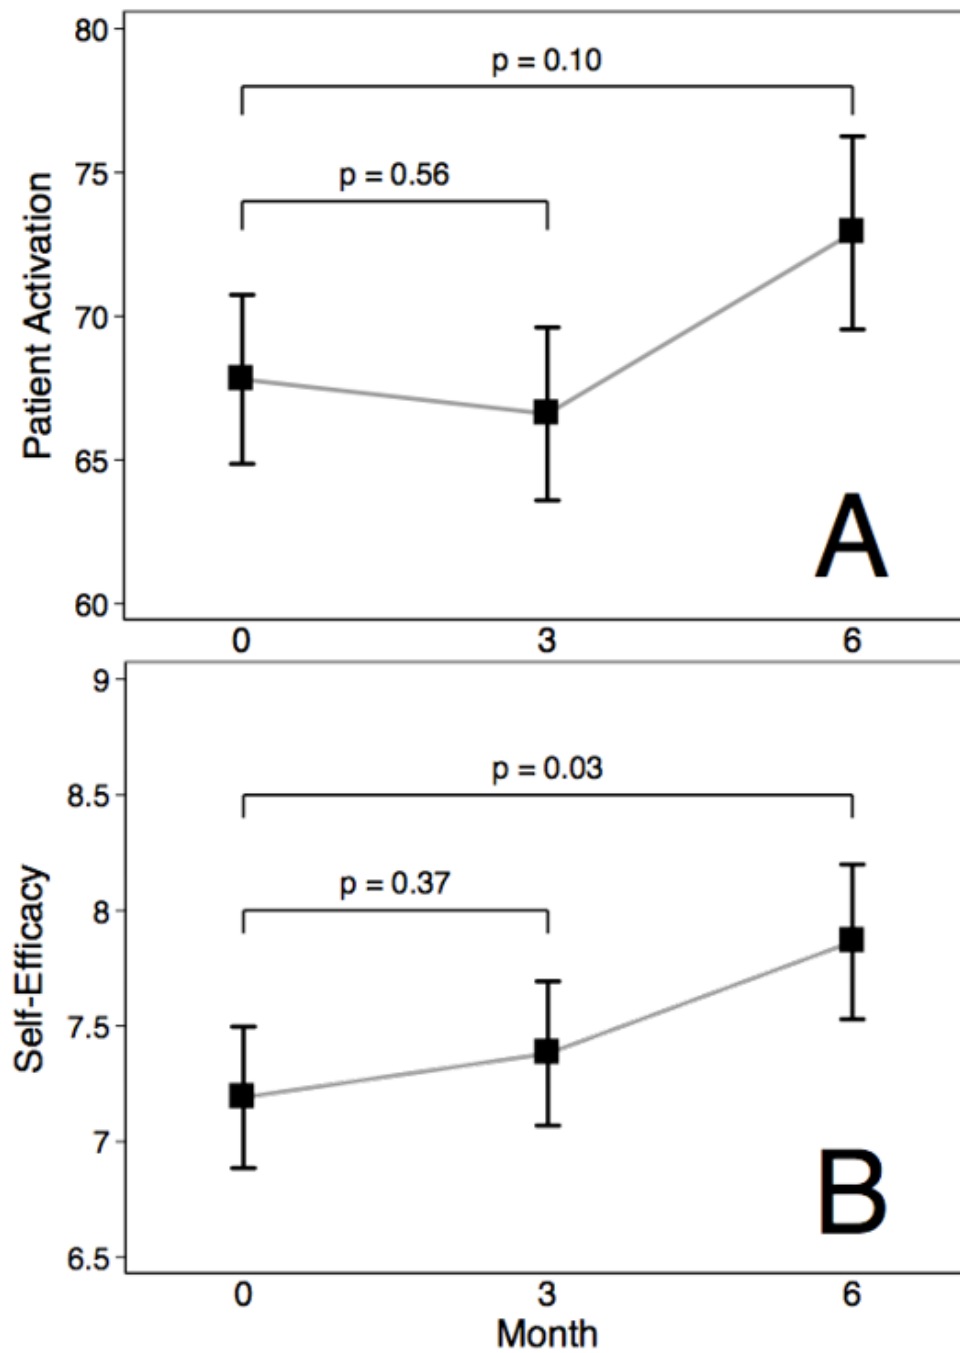 80
p = 0.10
75
p = 0.56
70
65
60
Patient Activation
A
0 3 6
9
p = 0.03
8.5
p = 0.37
8
7.5
7
6.5
Self-Efficacy
B
0 3 6
Month